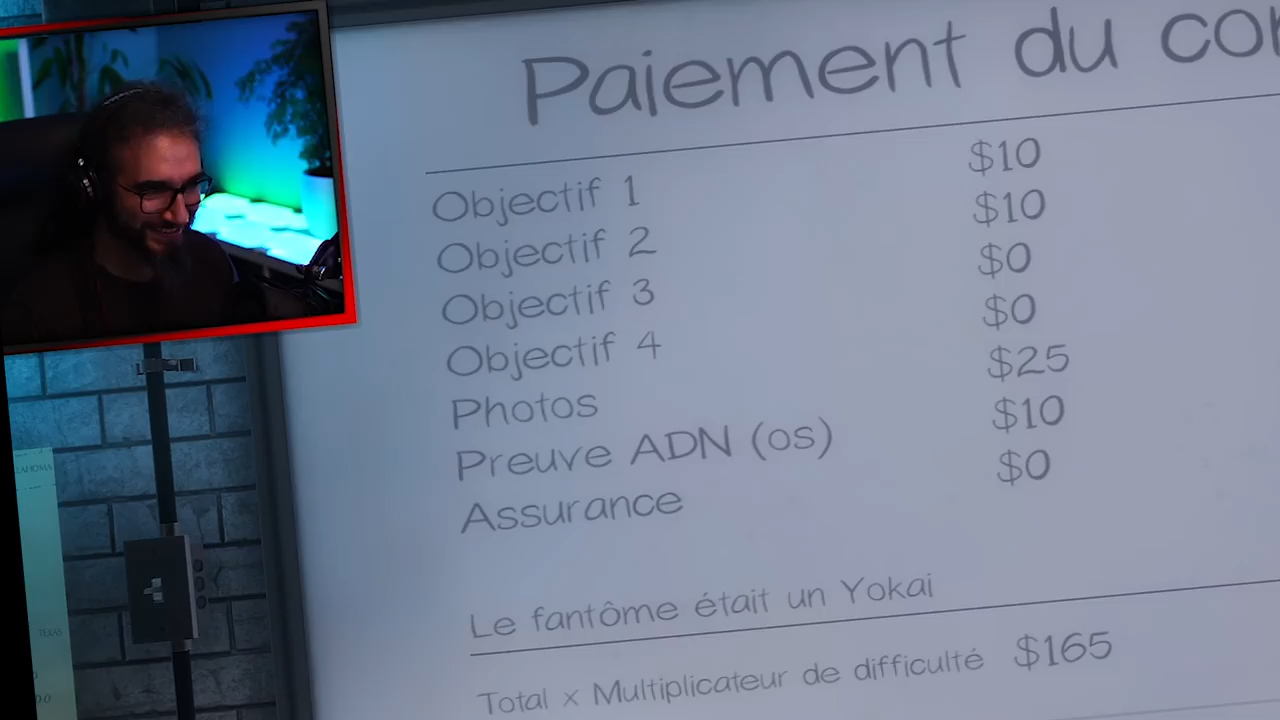 Paiement du
Objectif 1 $10
Objectif 2 $10
Objectif 3 $0
Objectif 4 $0
Photos $25
Preuve ADN (os) $10
Assurance $0
Le fantôme était un Yokai
Total x Multiplicateur de difficulté $165
TEXAS